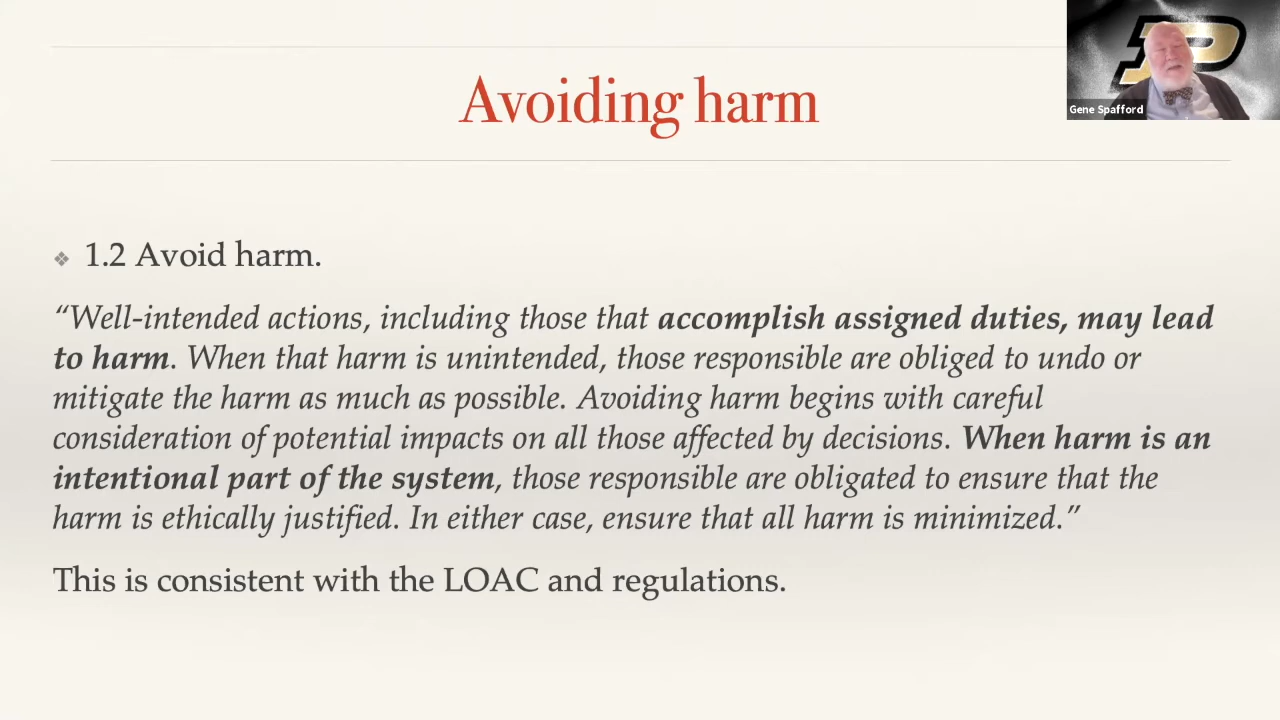 Avoiding harm
Gene Spafford
❖ 1.2 Avoid harm.
“Well-intended actions, including those that accomplish assigned duties, may lead
to harm. When that harm is unintended, those responsible are obliged to undo or
mitigate the harm as much as possible. Avoiding harm begins with careful
consideration of potential impacts on all those affected by decisions. When harm is an
intentional part of the system, those responsible are obligated to ensure that the
harm is ethically justified. In either case, ensure that all harm is minimized.”
This is consistent with the LOAC and regulations.